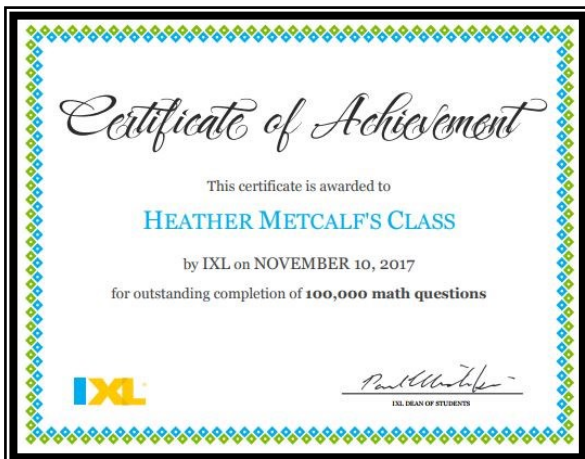 Certificate of Achievement
This certificate is awarded to
HEATHER METCALF'S CLASS
by IXL on NOVEMBER 10, 2017
for outstanding completion of 100,000 math questions
IXL
IXL DEAN OF STUDENTS